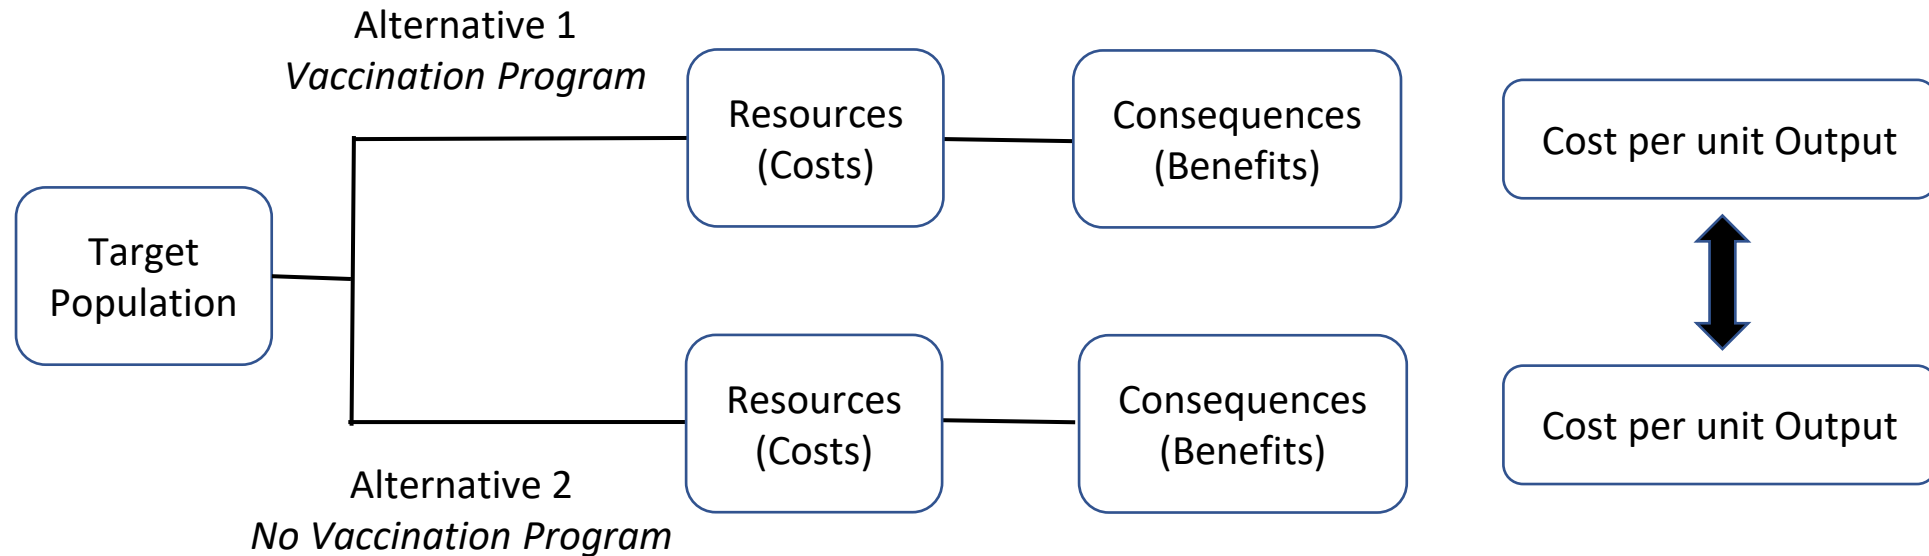 Alternative 1
Vaccination Program
Resources
(Costs)
Consequences
(Benefits)
Cost per unit Output
Target
Population
Resources
(Costs)
Consequences
(Benefits)
Cost per unit Output
Alternative 2
No Vaccination Program